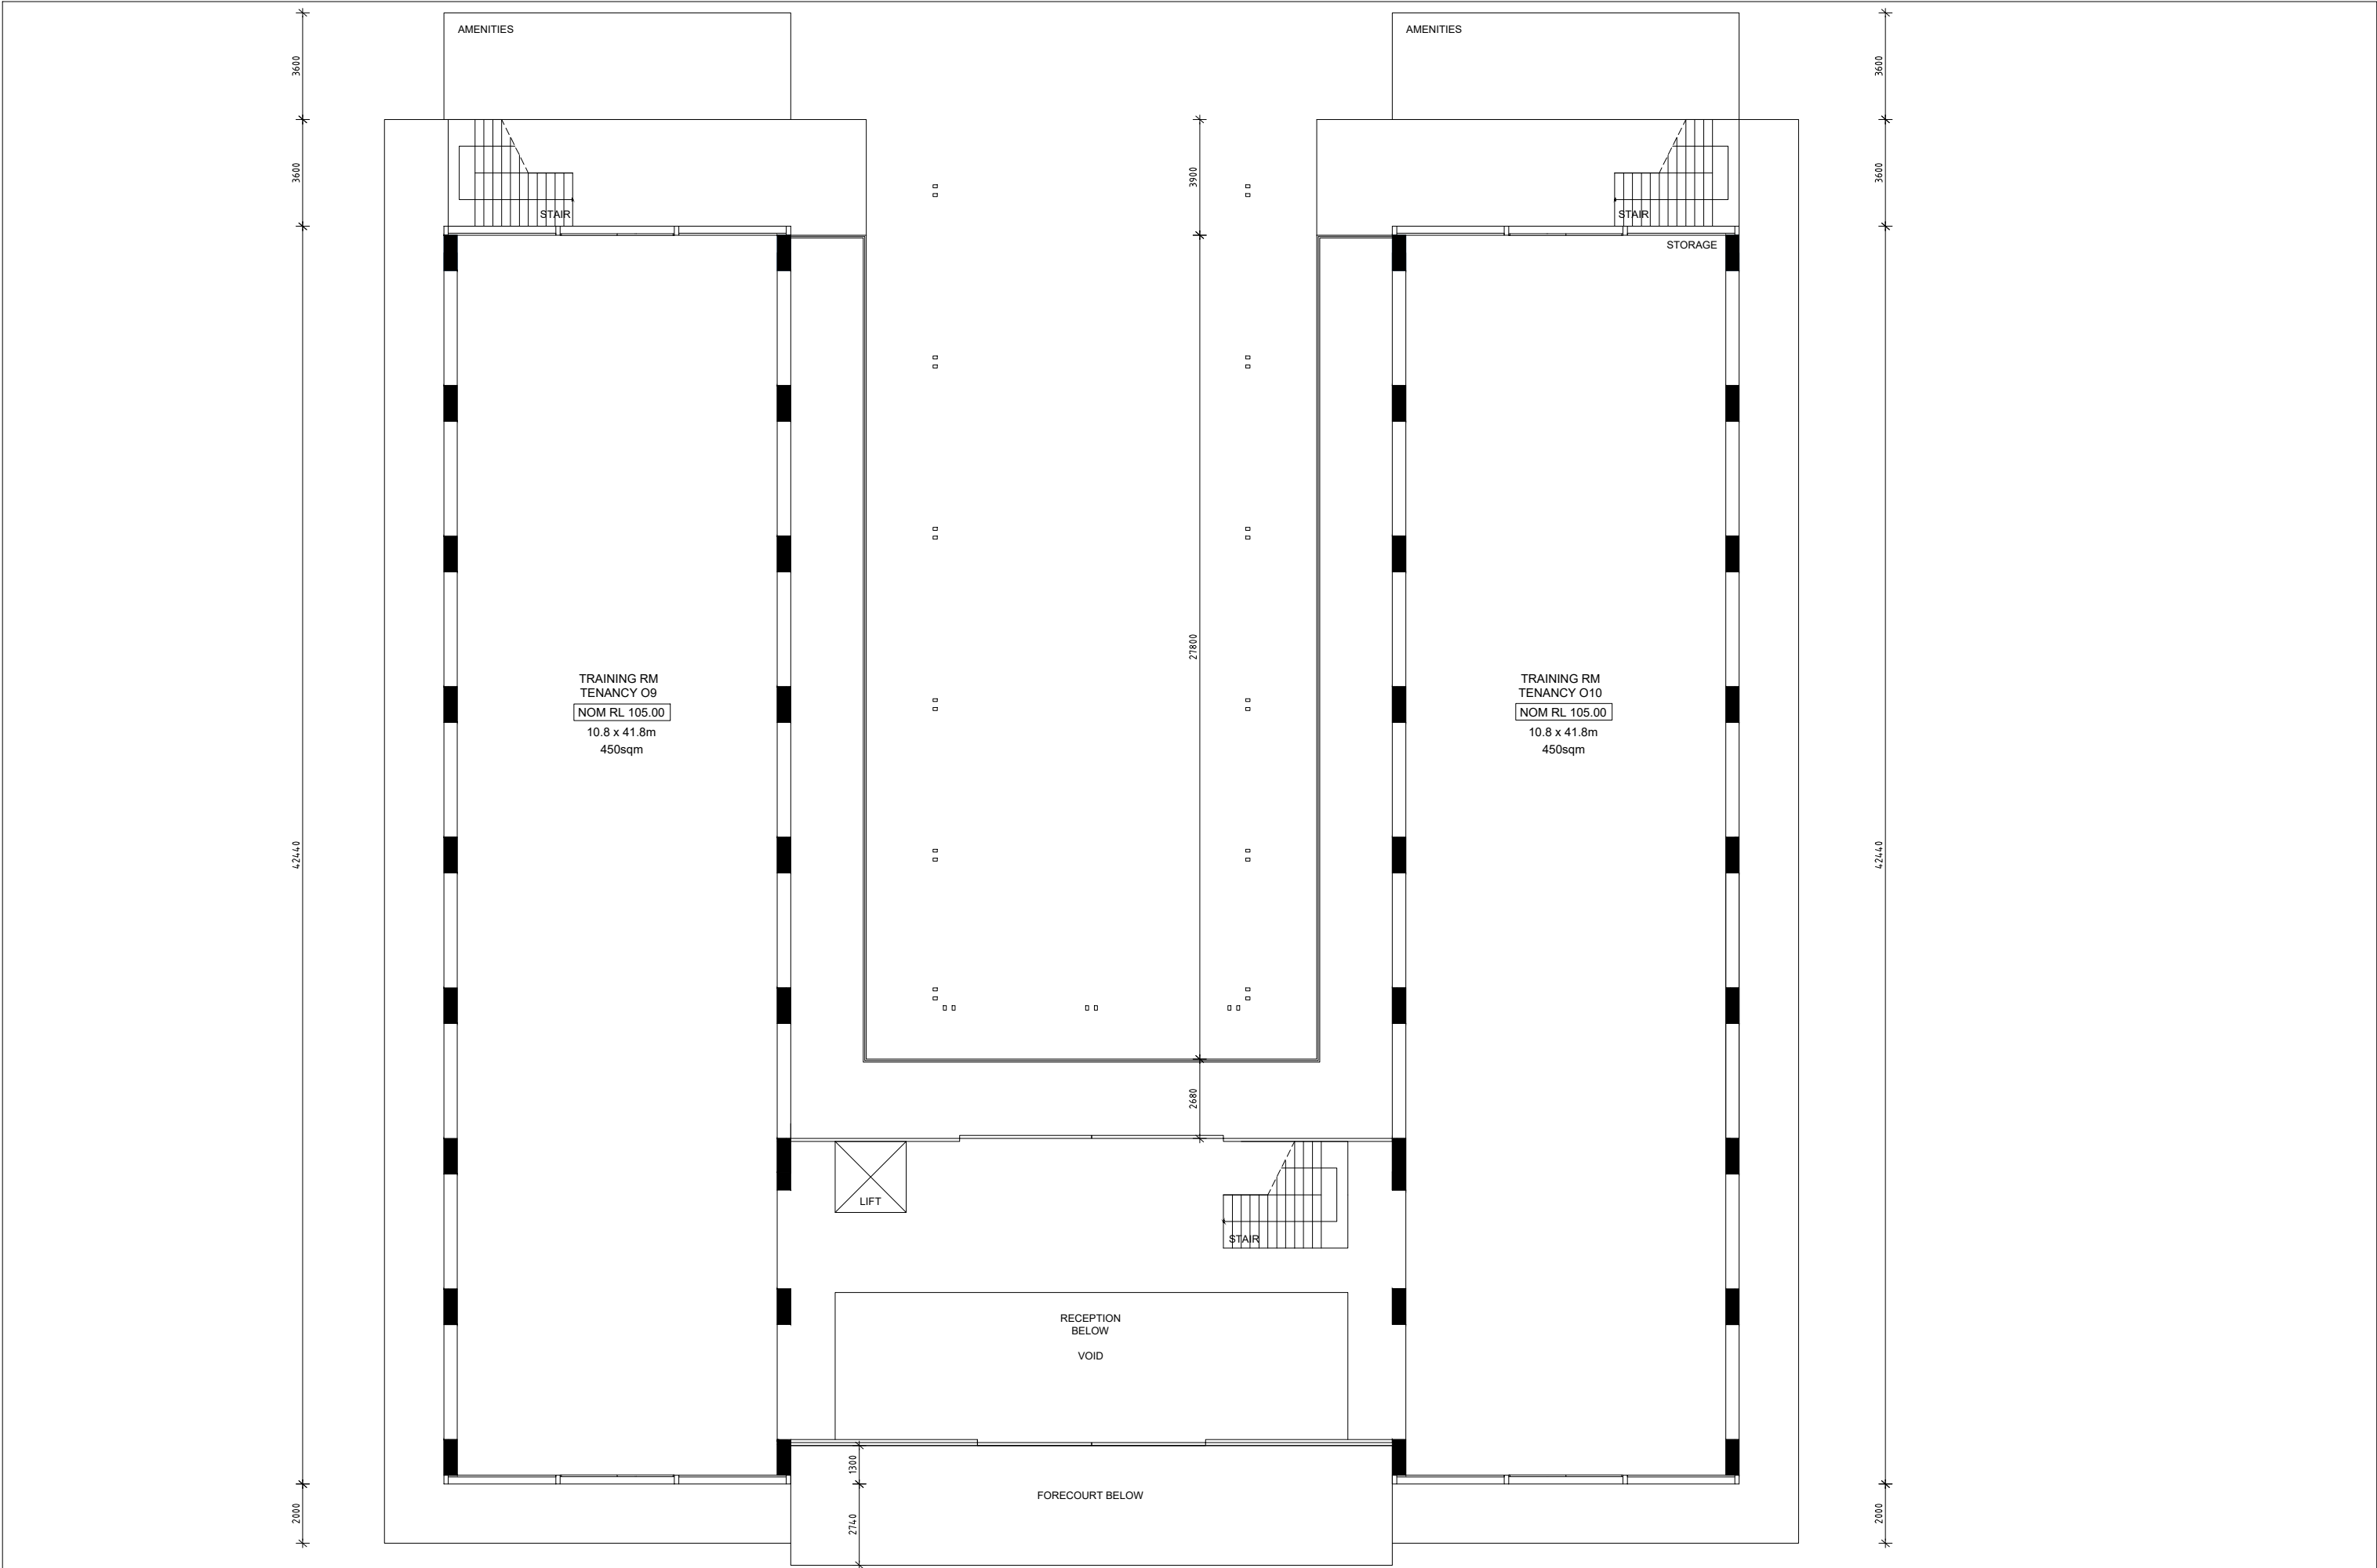 AMENITIES
AMENITIES
3600
3600
3600
3900
3600
STAIR
STAIR
STORAGE
27800
TRAINING RM
TENANCY O9
NOM RL 105.00
10.8 x 41.8m
450sqm
TRAINING RM
TENANCY O10
NOM RL 105.00
10.8 x 41.8m
450sqm
42440
42440
2680
LIFT
STAIR
RECEPTION
BELOW
VOID
1300
FORECOURT BELOW
2000
2740
2000